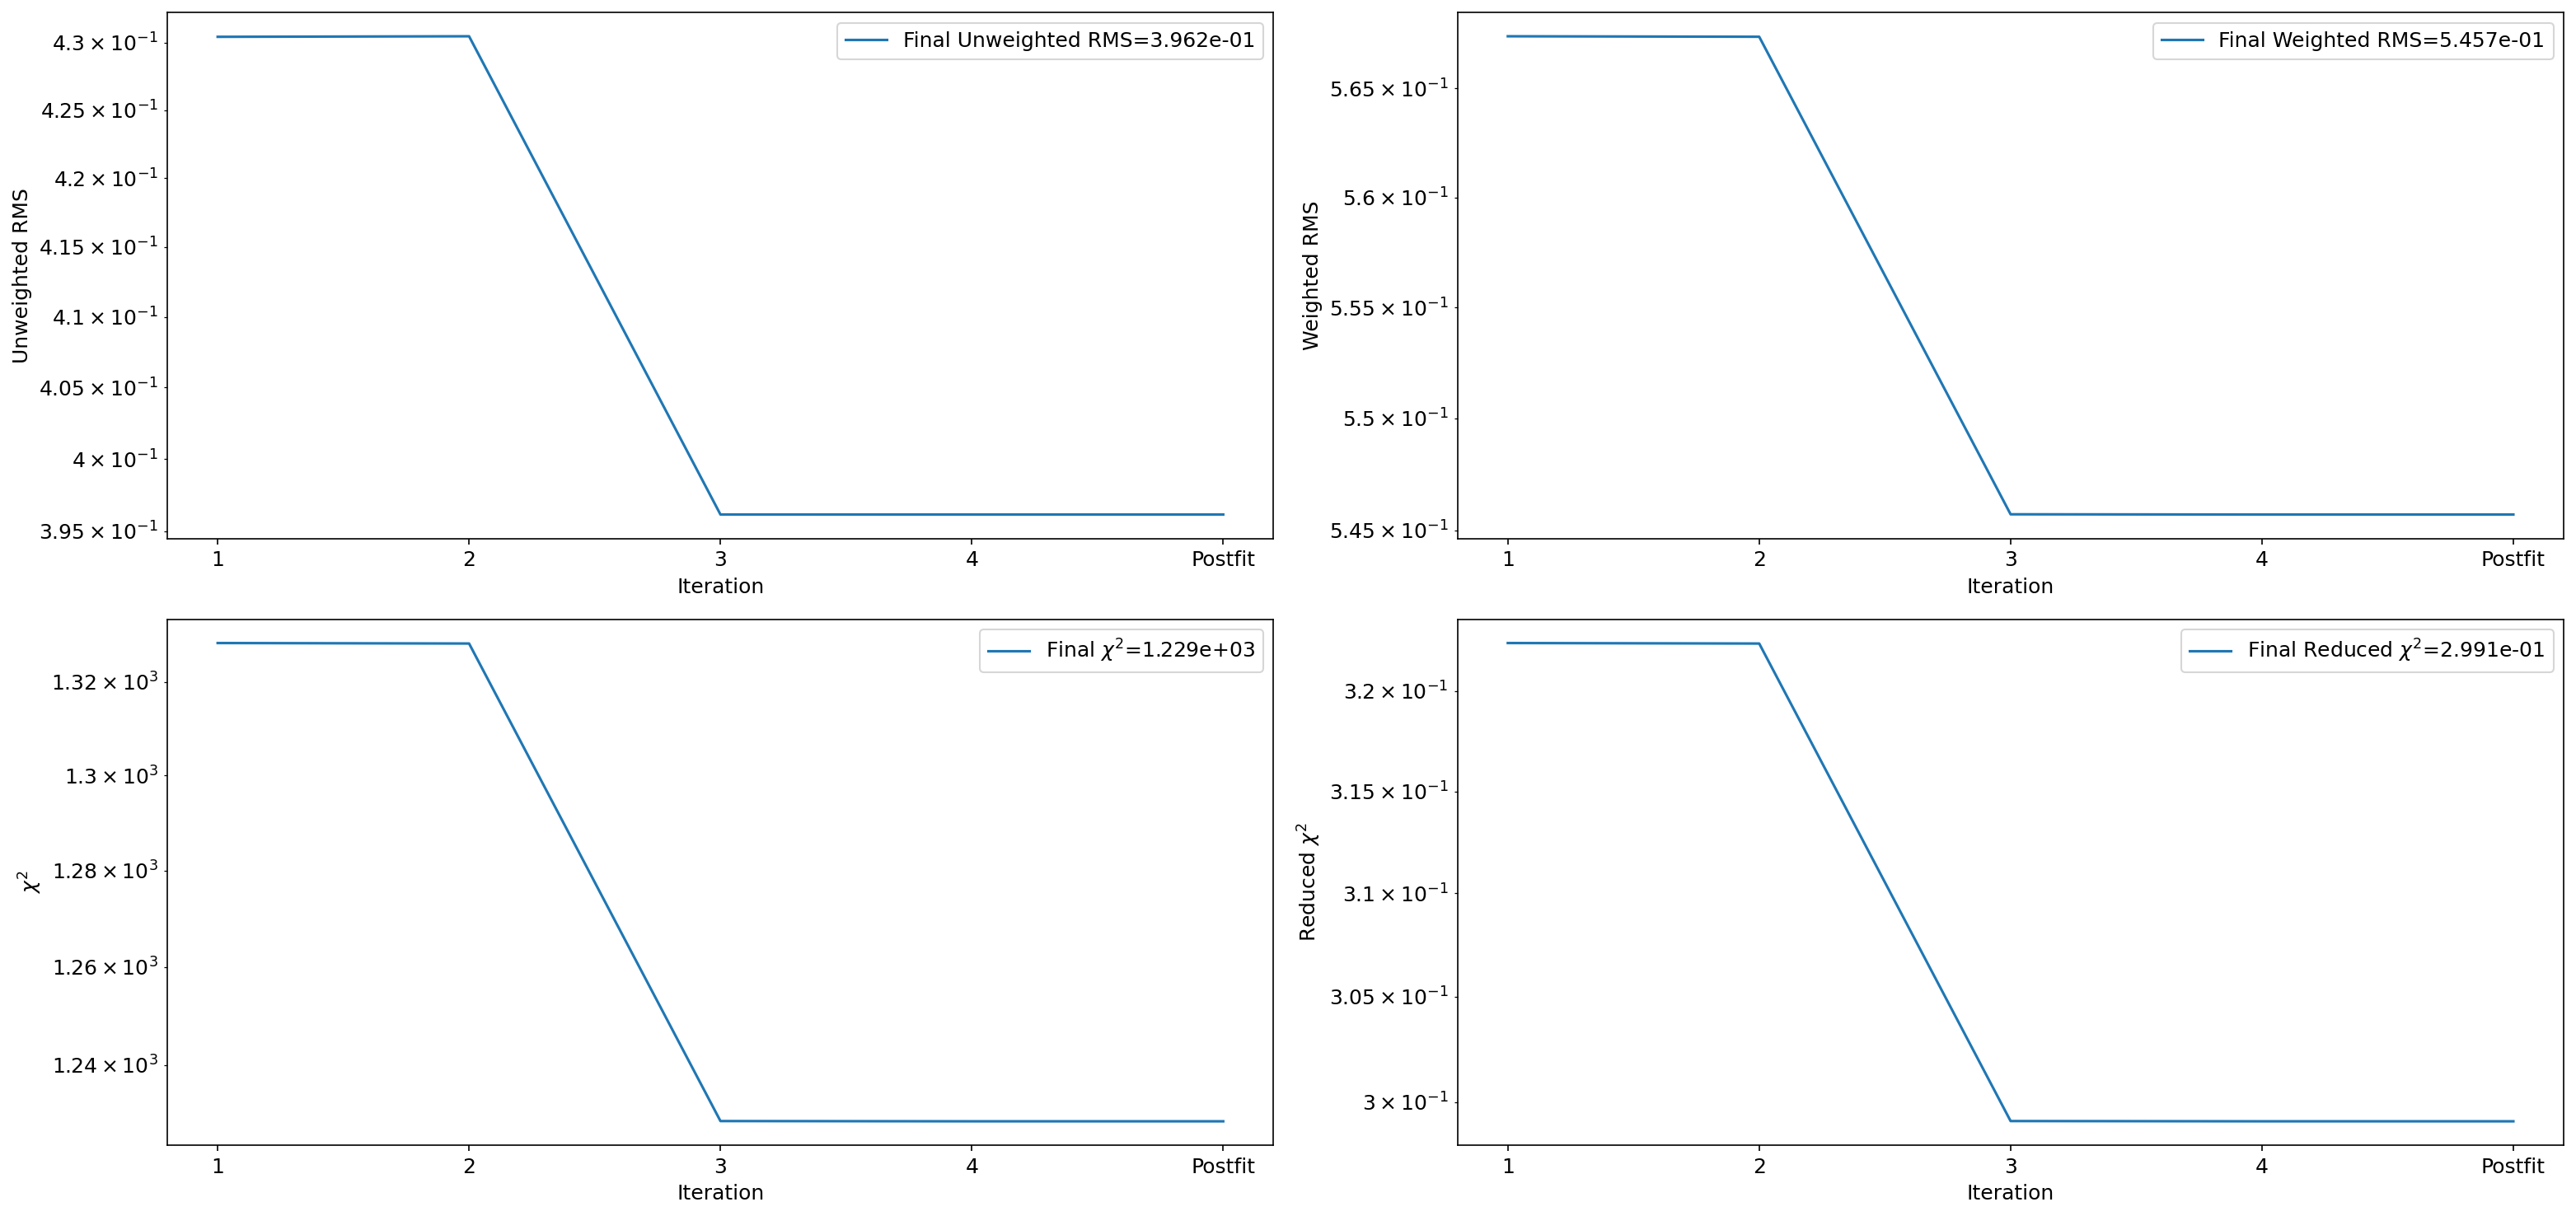 Final Unweighted RMS=3.962e-01
4.3 × 10⁻¹
4.25 × 10⁻¹
4.2 × 10⁻¹
4.15 × 10⁻¹
4.1 × 10⁻¹
4.05 × 10⁻¹
4 × 10⁻¹
3.95 × 10⁻¹
Unweighted RMS
1 2 3 4 Postfit
Iteration
Final Weighted RMS=5.457e-01
5.65 × 10⁻¹
5.6 × 10⁻¹
5.55 × 10⁻¹
5.5 × 10⁻¹
5.45 × 10⁻¹
Weighted RMS
1 2 3 4 Postfit
Iteration
Final χ²=1.229e+03
1.32 × 10³
1.3 × 10³
1.28 × 10³
1.26 × 10³
1.24 × 10³
χ²
1 2 3 4 Postfit
Iteration
Final Reduced χ²=2.991e-01
3.2 × 10⁻¹
3.15 × 10⁻¹
3.1 × 10⁻¹
3.05 × 10⁻¹
3 × 10⁻¹
Reduced χ²
1 2 3 4 Postfit
Iteration